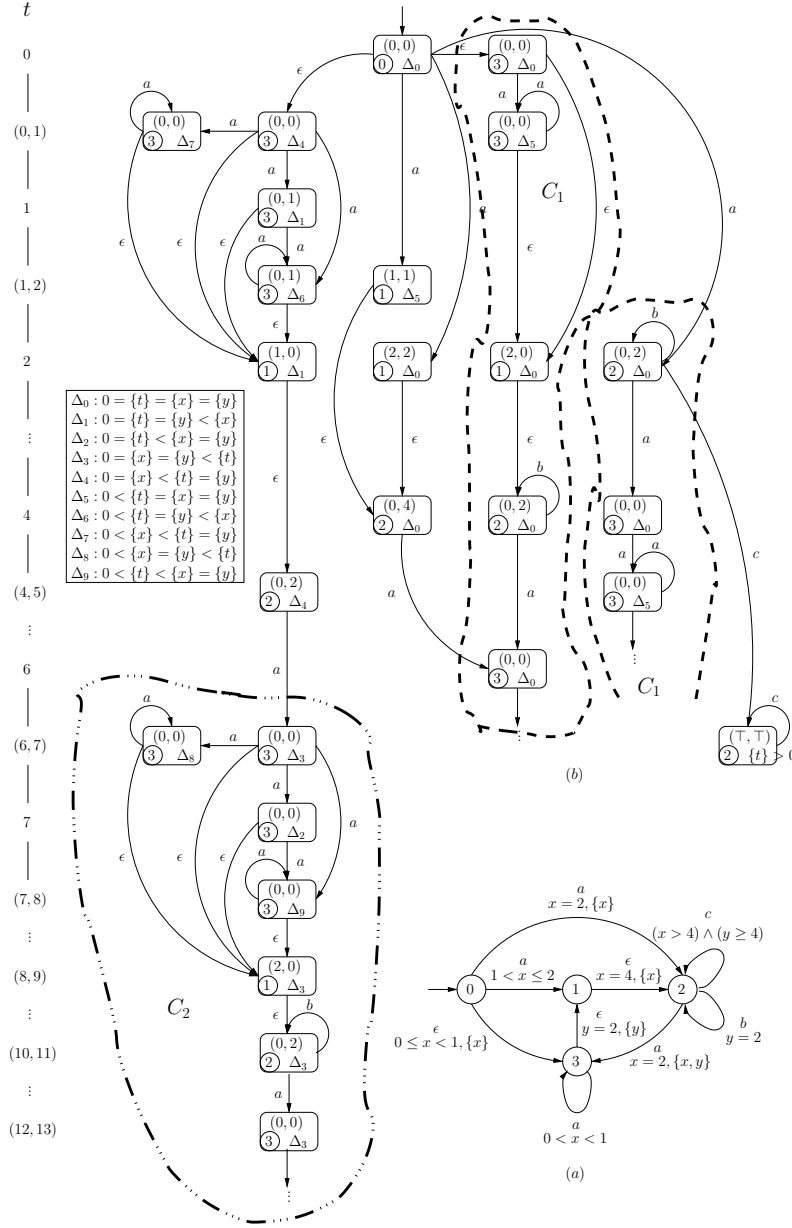 t
0
(0, 1)
1
(1, 2)
2
⋮
4
(4, 5)
⋮
6
(6, 7)
7
(7, 8)
⋮
(8, 9)
⋮
(10, 11)
⋮
(12, 13)
(0, 0)
0 Δ₀
ϵ
ϵ
a
a
a
(0, 0)
3 Δ₀
a
ϵ
(0, 0)
3 Δ₅
a
ϵ
C₁
(0, 0)
3 Δ₇
a
(0, 0)
3 Δ₄
a
a
a
ϵ
ϵ
(0, 1)
3 Δ₁
ϵ
a
(0, 1)
3 Δ₆
a
ϵ
(1, 1)
1 Δ₅
ϵ
(1, 0)
1 Δ₁
ϵ
(2, 2)
1 Δ₀
ϵ
(2, 0)
1 Δ₀
ϵ
(0, 2)
2 Δ₀
b
a
c
Δ₀ : 0 = {t} = {x} = {y}
Δ₁ : 0 = {t} = {y} < {x}
Δ₂ : 0 = {t} < {x} = {y}
Δ₃ : 0 = {x} = {y} < {t}
Δ₄ : 0 = {x} < {t} = {y}
Δ₅ : 0 < {t} = {x} = {y}
Δ₆ : 0 < {t} = {y} < {x}
Δ₇ : 0 < {x} < {t} = {y}
Δ₈ : 0 < {x} = {y} < {t}
Δ₉ : 0 < {t} < {x} = {y}
(0, 4)
2 Δ₀
a
(0, 2)
2 Δ₀
b
a
(0, 0)
3 Δ₀
a
(0, 2)
2 Δ₄
a
(0, 0)
3 Δ₅
a
⋮
C₁
(0, 0)
3 Δ₀
⋮
(⊤, ⊤)
2 {t} > 0
c
(b)
(0, 0)
3 Δ₈
a
(0, 0)
3 Δ₃
a
a
a
ϵ
ϵ
(0, 0)
3 Δ₂
ϵ
a
(0, 0)
3 Δ₉
a
ϵ
(2, 0)
1 Δ₃
ϵ
C₂
(0, 2)
2 Δ₃
b
a
(0, 0)
3 Δ₃
⋮
a
x = 2, {x}
c
(x > 4) ∧ (y ≥ 4)
0
a
1 < x ≤ 2
1
ϵ
x = 4, {x}
2
ϵ
0 ≤ x < 1, {x}
ϵ
y = 2, {y}
b
y = 2
a
x = 2, {x, y}
3
a
0 < x < 1
(a)